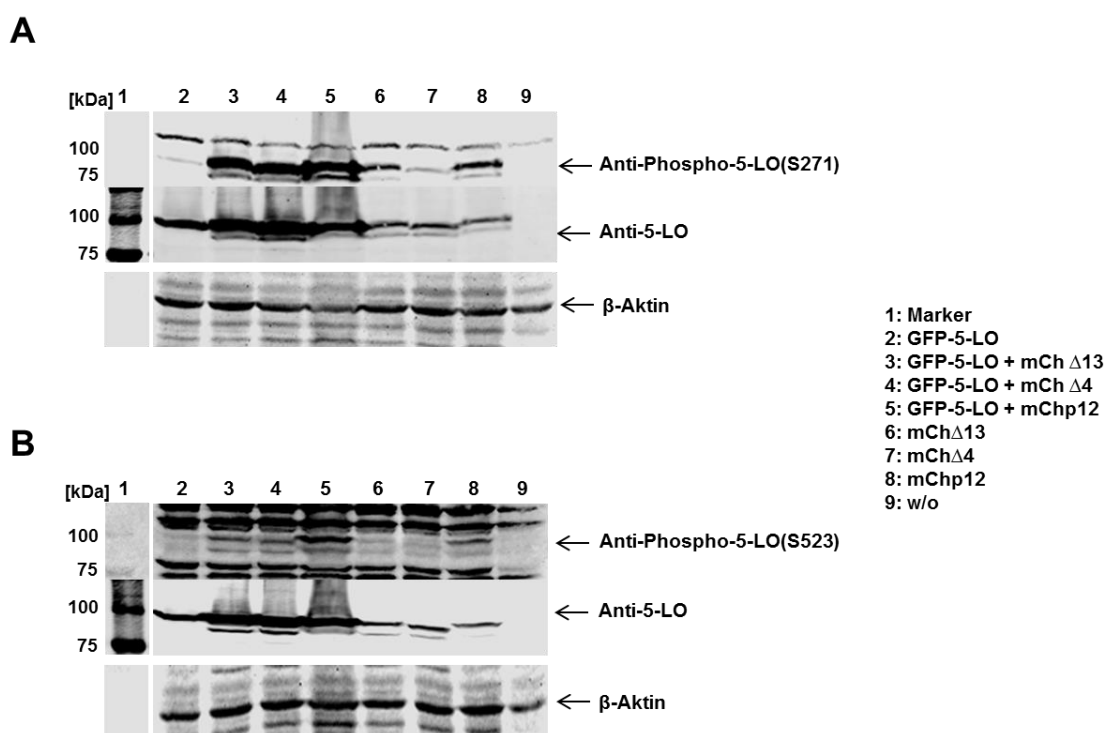 A
[kDa] 1 2 3 4 5 6 7 8 9
100
75
Anti-Phospho-5-LO(S271)
100
75
Anti-5-LO
β-Aktin
1: Marker
2: GFP-5-LO
3: GFP-5-LO + mCh Δ13
4: GFP-5-LO + mCh Δ4
5: GFP-5-LO + mChp12
6: mChΔ13
7: mChΔ4
8: mChp12
9: w/o
B
[kDa] 1 2 3 4 5 6 7 8 9
100
75
Anti-Phospho-5-LO(S523)
100
75
Anti-5-LO
β-Aktin